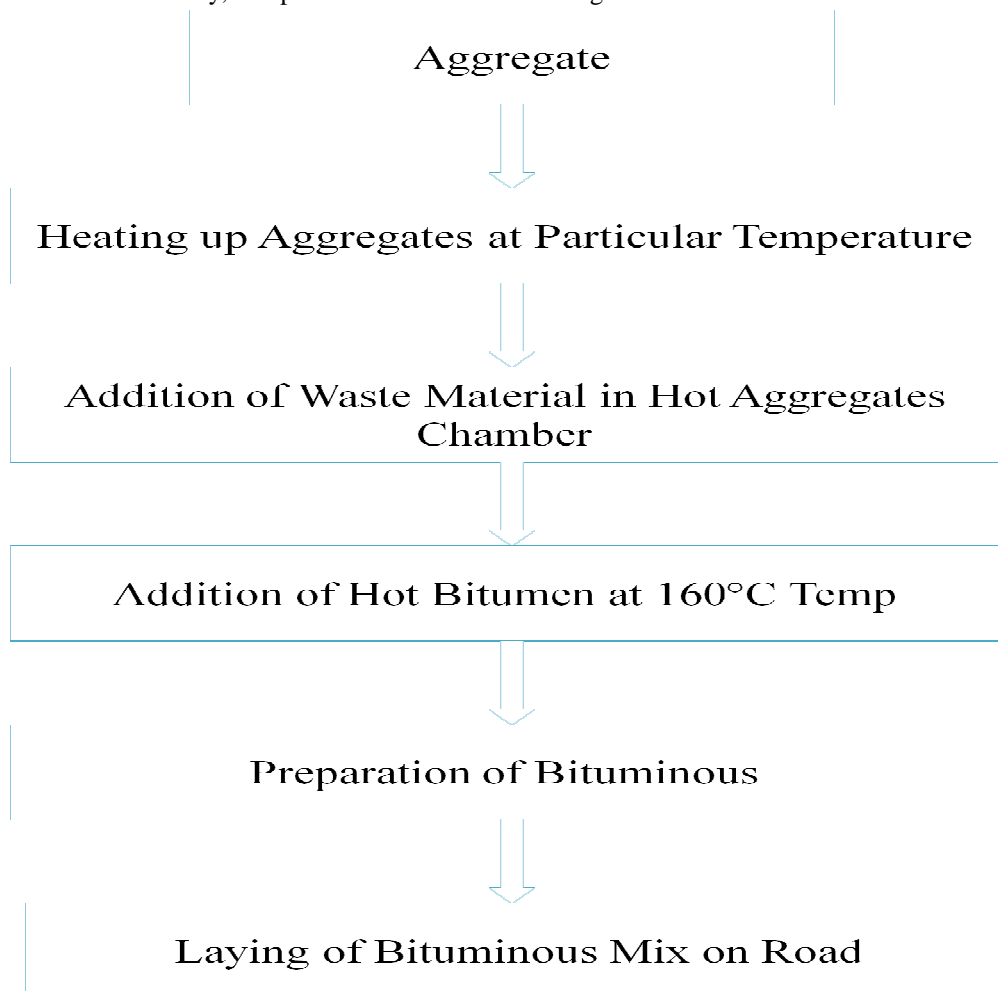 Aggregate
Heating up Aggregates at Particular Temperature
Addition of Waste Material in Hot Aggregates
Chamber
Addition of Hot Bitumen at 160°C Temp
Preparation of Bituminous
Laying of Bituminous Mix on Road